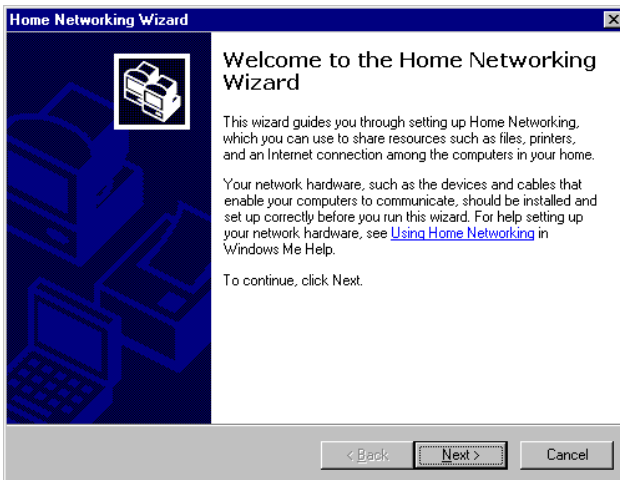 Home Networking Wizard
Welcome to the Home Networking
Wizard
This wizard guides you through setting up Home Networking,
which you can use to share resources such as files, printers,
and an Internet connection among the computers in your home.
Your network hardware, such as the devices and cables that
enable your computers to communicate, should be installed and
set up correctly before you run this wizard. For help setting up
your network hardware, see Using Home Networking in
Windows Me Help.
To continue, click Next.
< Back Next > Cancel